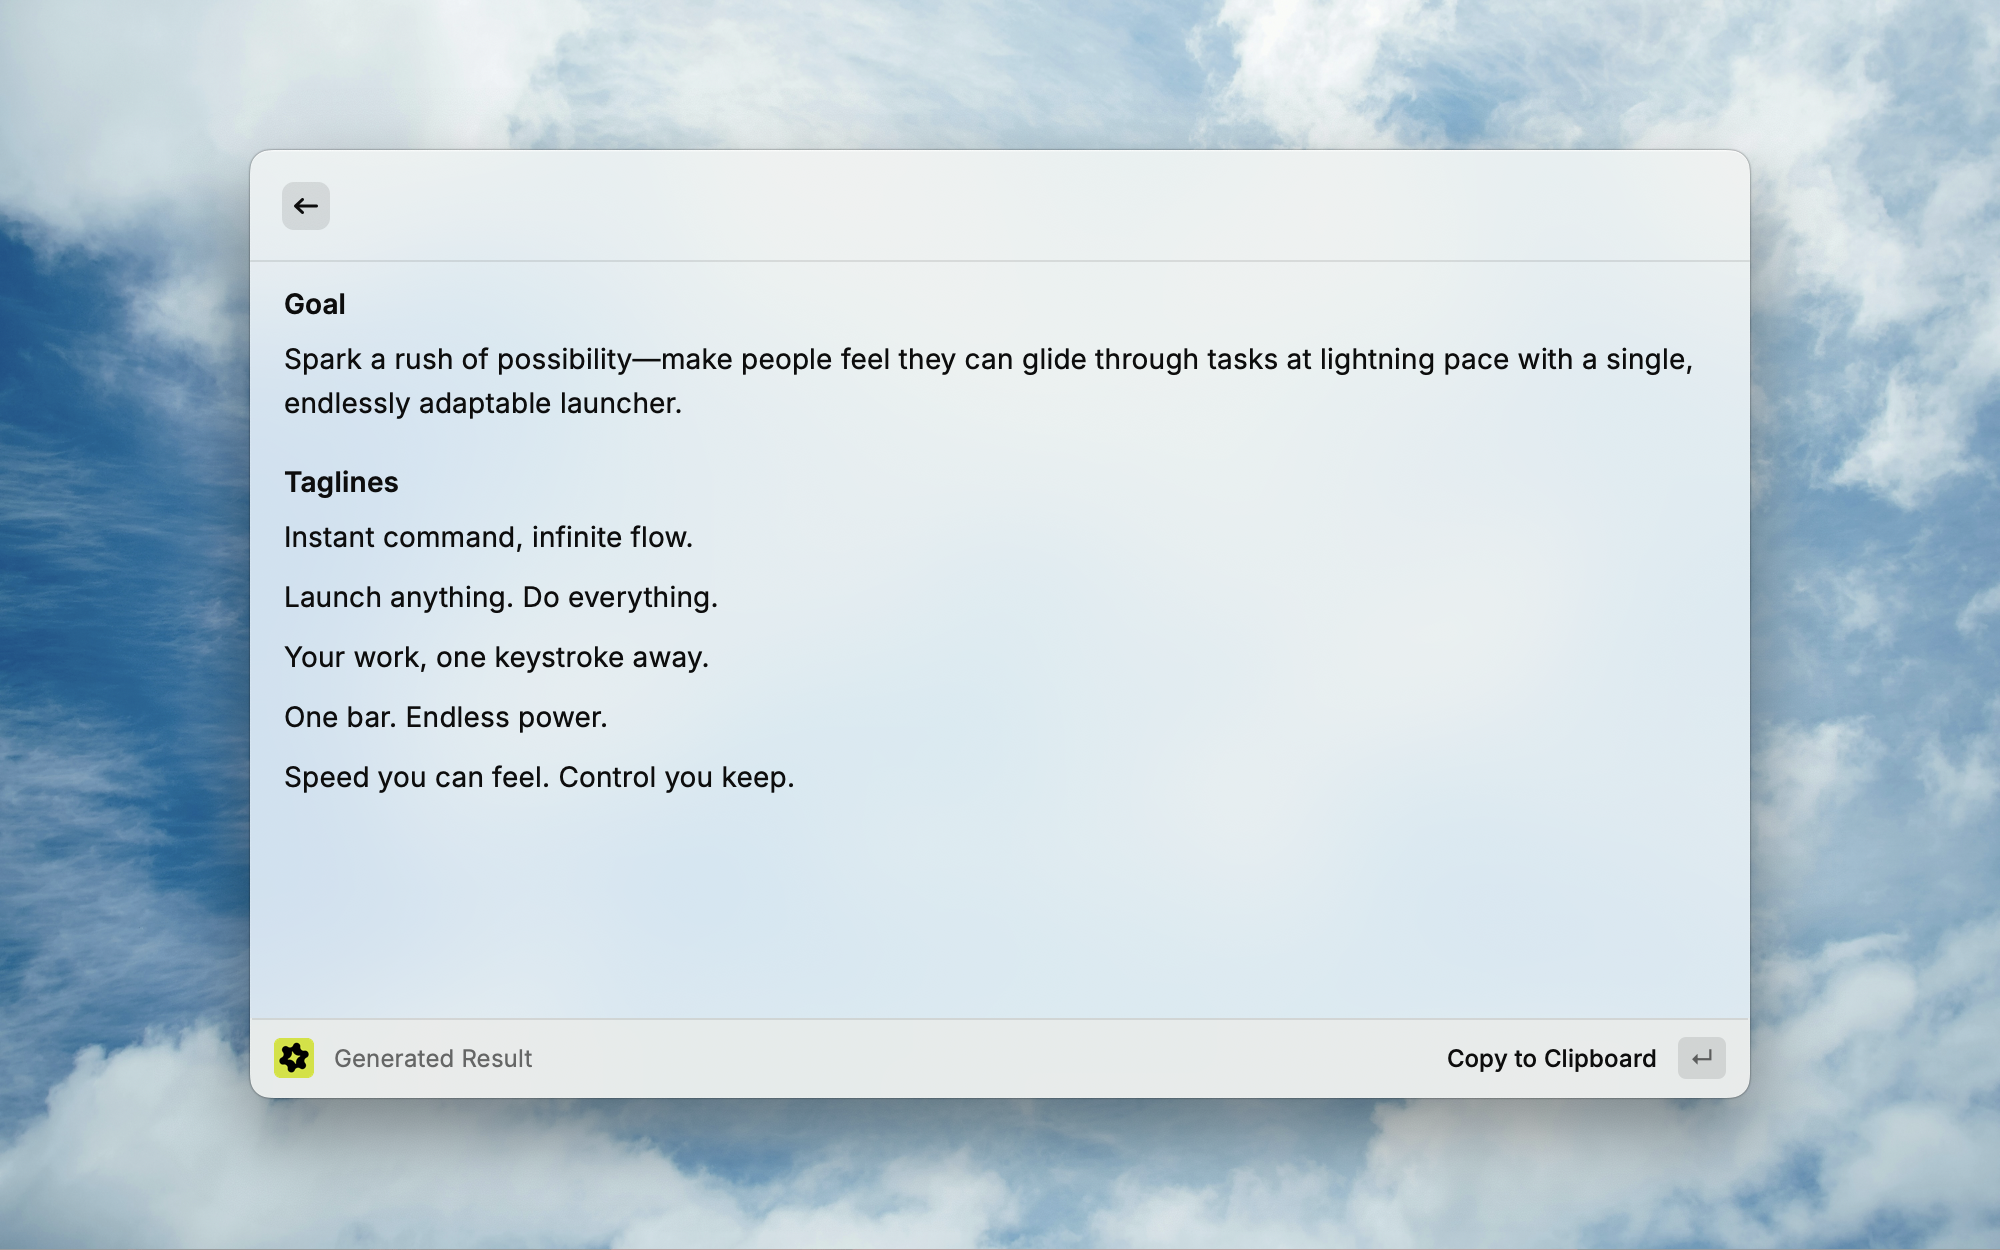 Goal
Spark a rush of possibility—make people feel they can glide through tasks at lightning pace with a single,
endlessly adaptable launcher.
Taglines
Instant command, infinite flow.
Launch anything. Do everything.
Your work, one keystroke away.
One bar. Endless power.
Speed you can feel. Control you keep.
Generated Result
Copy to Clipboard